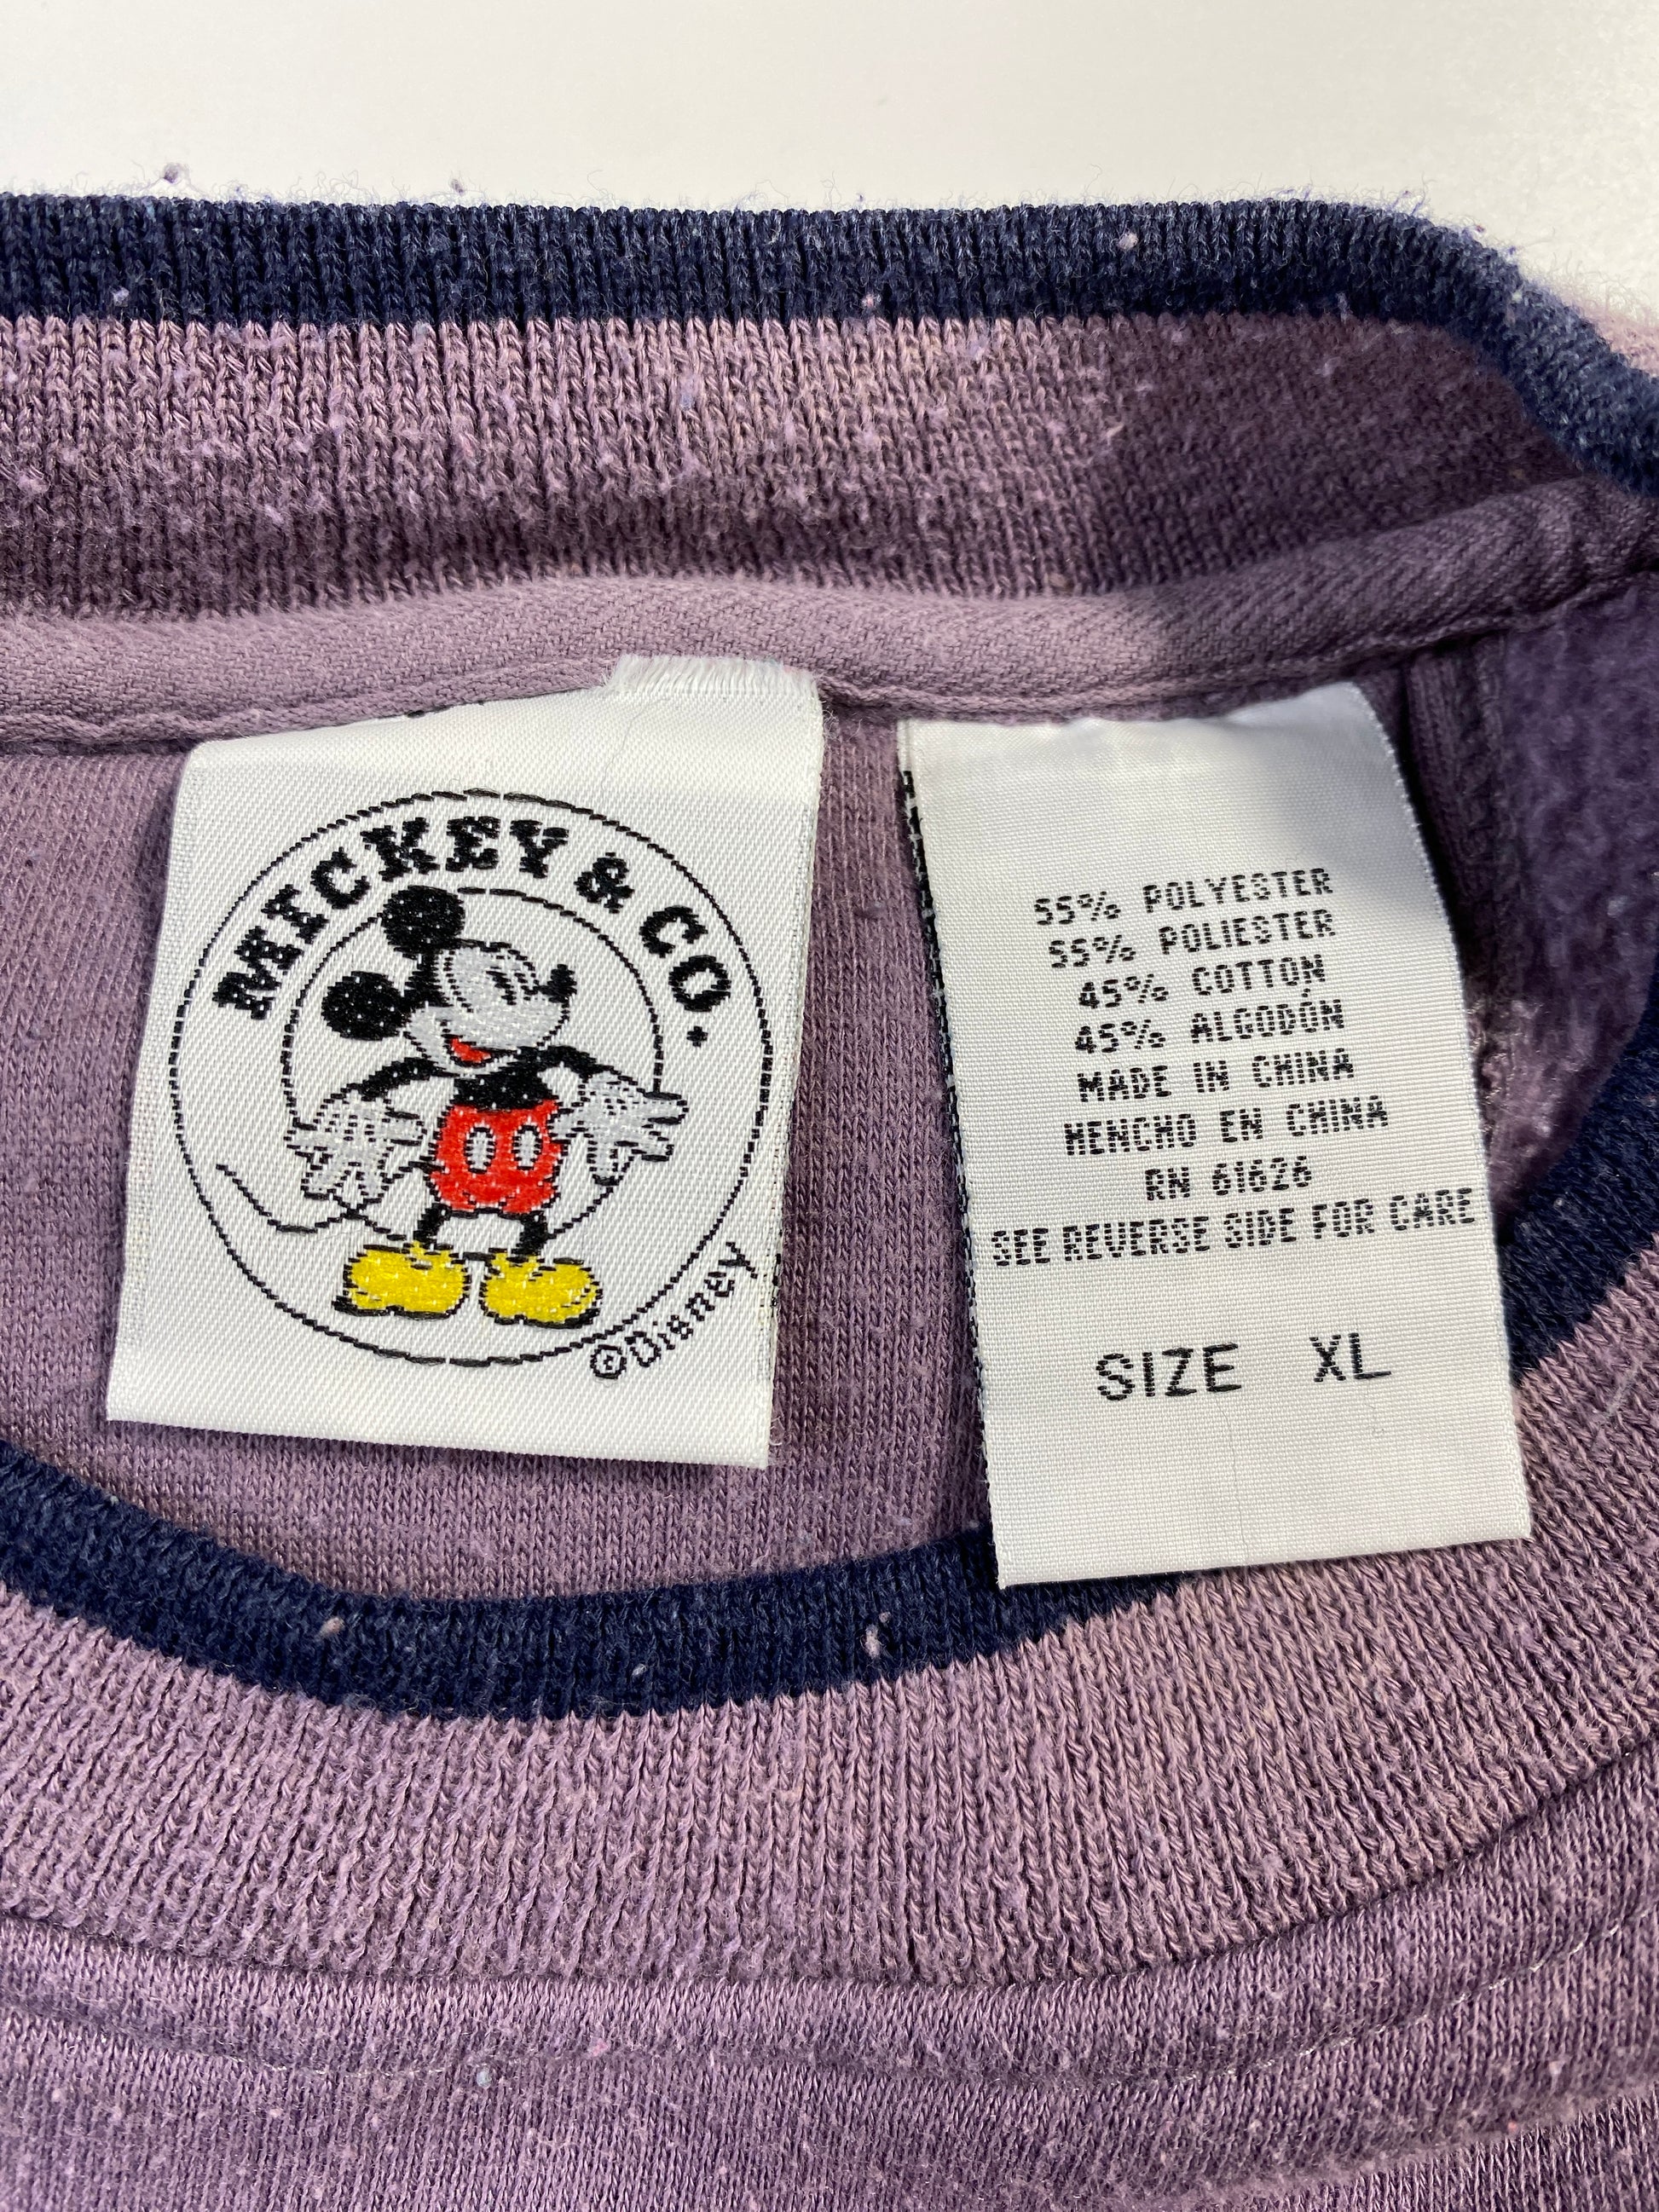 MICKEY & CO.
©Disney
55% POLYESTER
55% POLIESTER
45% COTTON
45% ALGODÓN
MADE IN CHINA
HENCHO EN CHINA
RN 61626
SEE REVERSE SIDE FOR CARE
SIZE XL